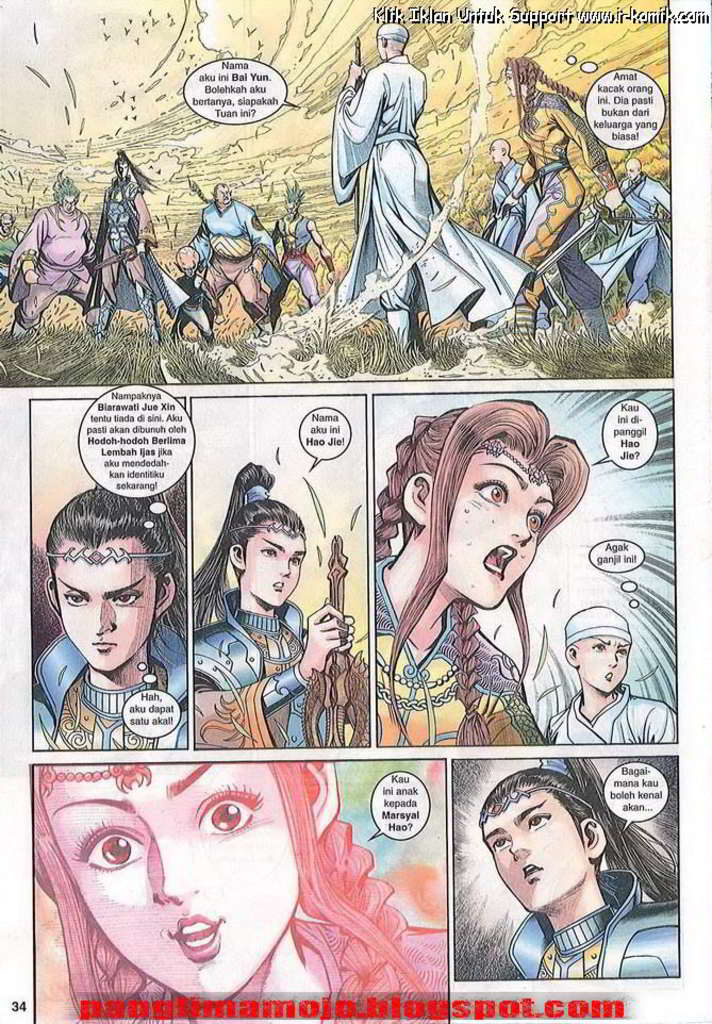 Klik Iklan Untuk Support www.i-komik.com
Nama
aku ini Bai Yun.
Bolehkah aku
bertanya, siapakah
Tuan ini?
Amat
kacak orang
ini. Dia pasti
bukan dari
keluarga yang
biasa!
Nampaknya
Biarawati Jue Xin
tentu tiada di sini. Aku
pasti akan dibunuh oleh
Hodoh-hodoh Berlima
Lembah Ijas jika
aku mendedah-
kan identitiku
sekarang!
Hah,
aku dapat
satu akal!
Nama
aku ini
Hao Jie!
Kau
ini di-
panggil
Hao
Jie?
Agak
ganjil ini!
Kau
ini anak
kepada
Marsyal
Hao?
Bagai-
mana kau
boleh kenal
akan...
34
panglimamojo.blogspot.com